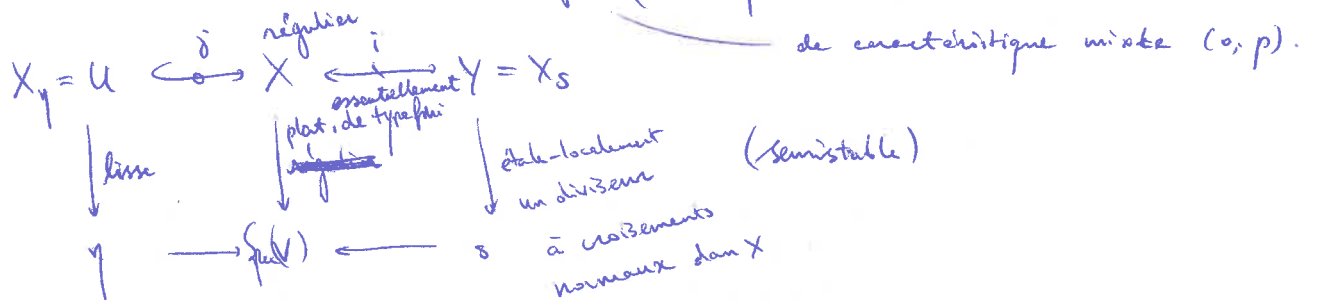 régulier
de caractéristique mixte (0, p).
X_η = U j X i Y = X_s
essentiellement
plat, de type fini
lisse
étale-localement
un diviseur
(semistable)
η Spec(V) s à croisements
normaux dans X